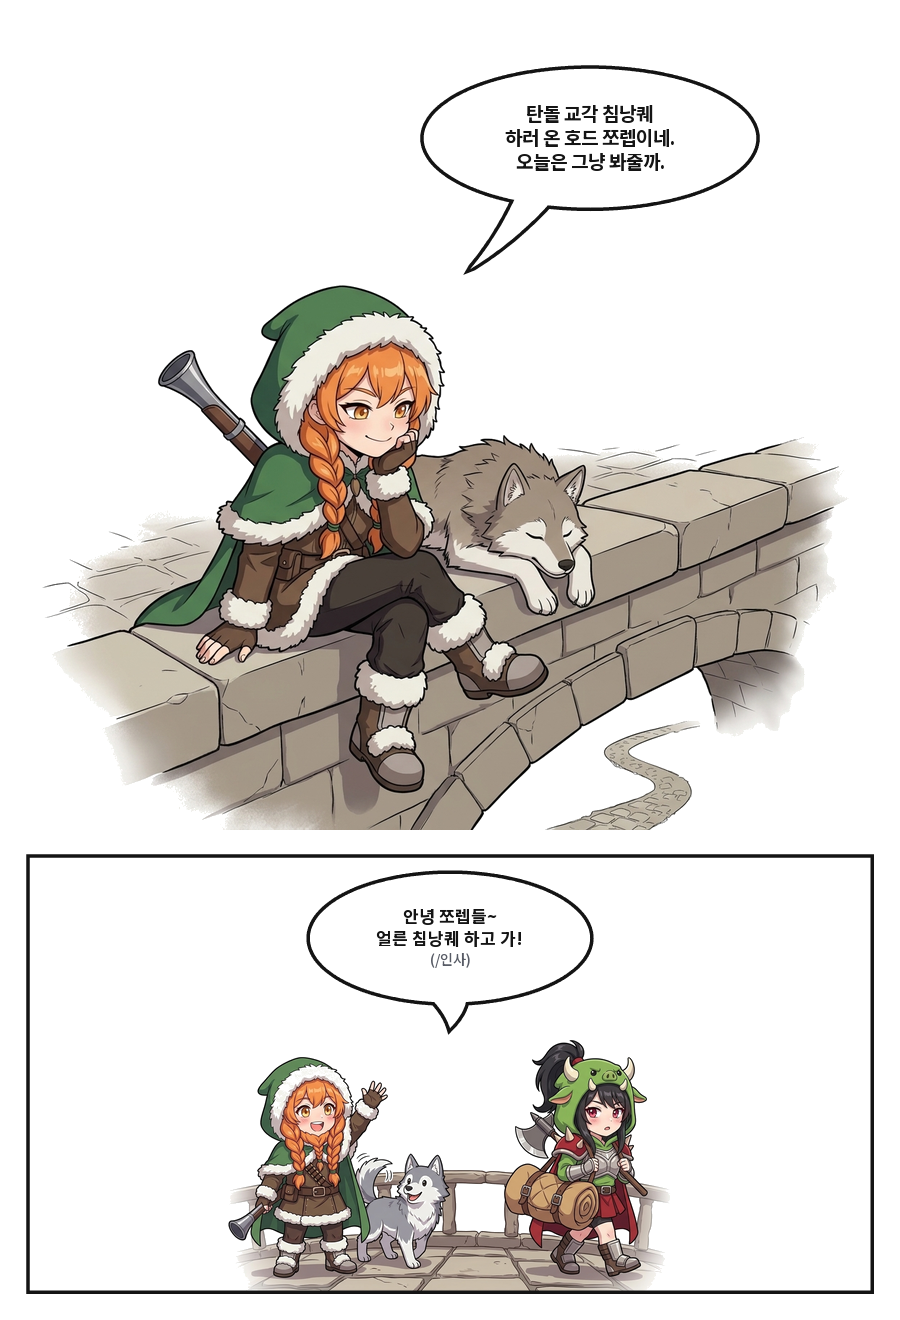 탄돌 교각 침낭퀘
하러 온 호드 쪼렙이네.
오늘은 그냥 봐줄까.
안녕 쪼렙들~
얼른 침낭퀘 하고 가!
(/인사)